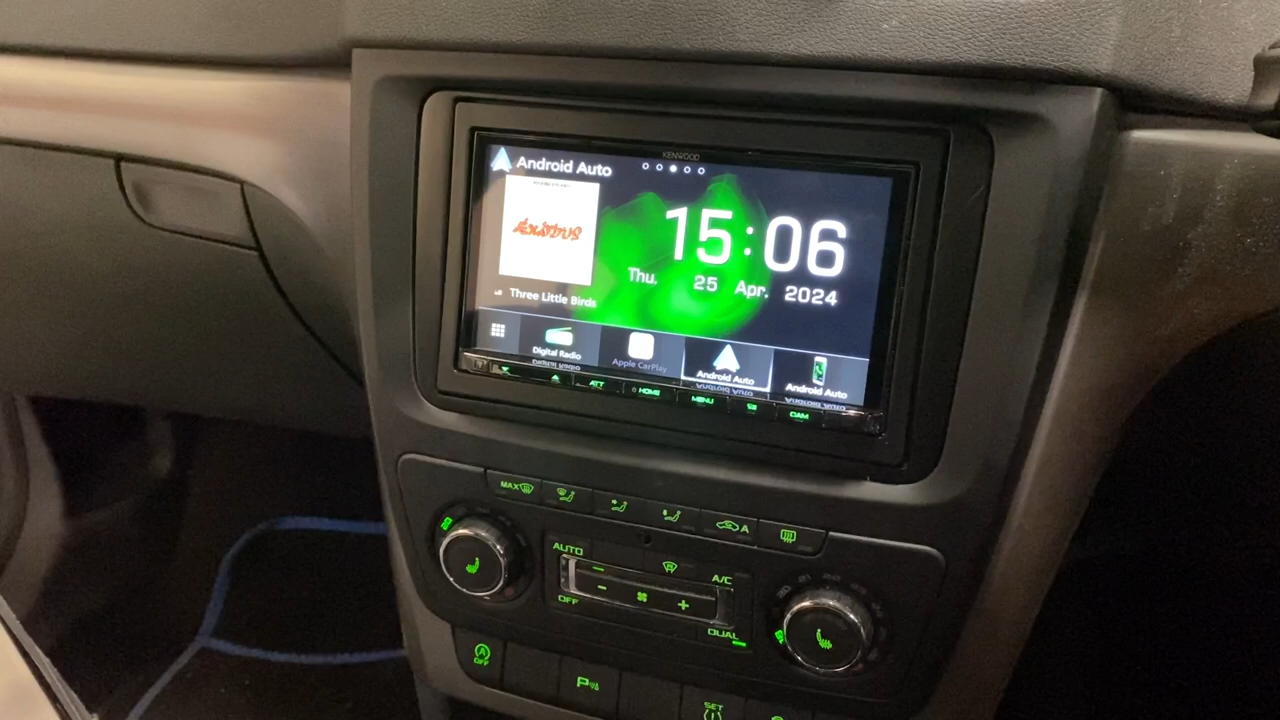 KENWOOD
Android Auto
EXODUS
15:06
Thu, 25 Apr. 2024
Three Little Birds
Digital Radio
Apple CarPlay
Android Auto
Android Auto
ATT
HOME
MENU
CAM
MAX
A
AUTO
A/C
OFF
DUAL
A
OFF
P
SET